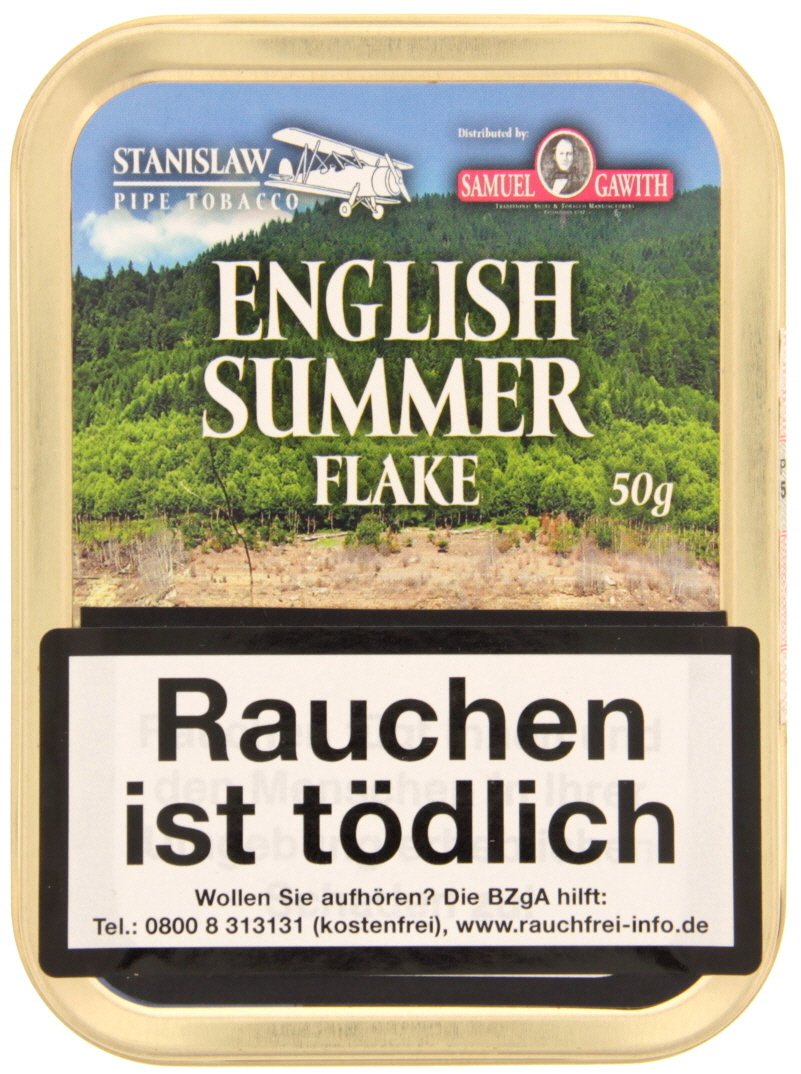 STANISLAW
PIPE TOBACCO
Distributed by:
SAMUEL GAWITH
ENGLISH
SUMMER
FLAKE
50g
Rauchen
ist tödlich
Wollen Sie aufhören? Die BZgA hilft:
Tel.: 0800 8 313131 (kostenfrei), www.rauchfrei-info.de